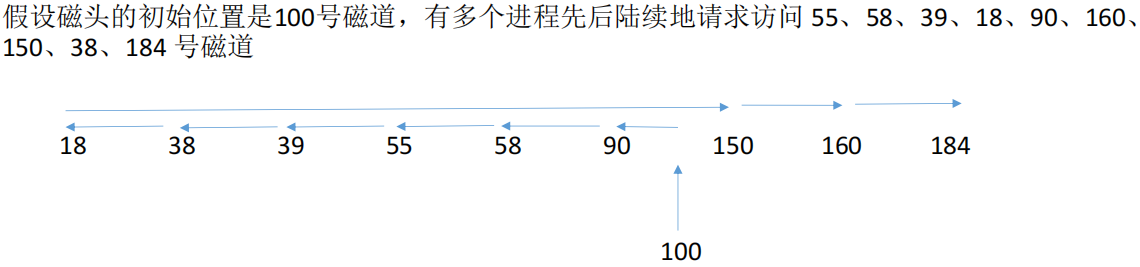 假设磁头的初始位置是100号磁道，有多个进程先后陆续地请求访问 55、58、39、18、90、160、
150、38、184 号磁道
18 38 39 55 58 90 150 160 184
100